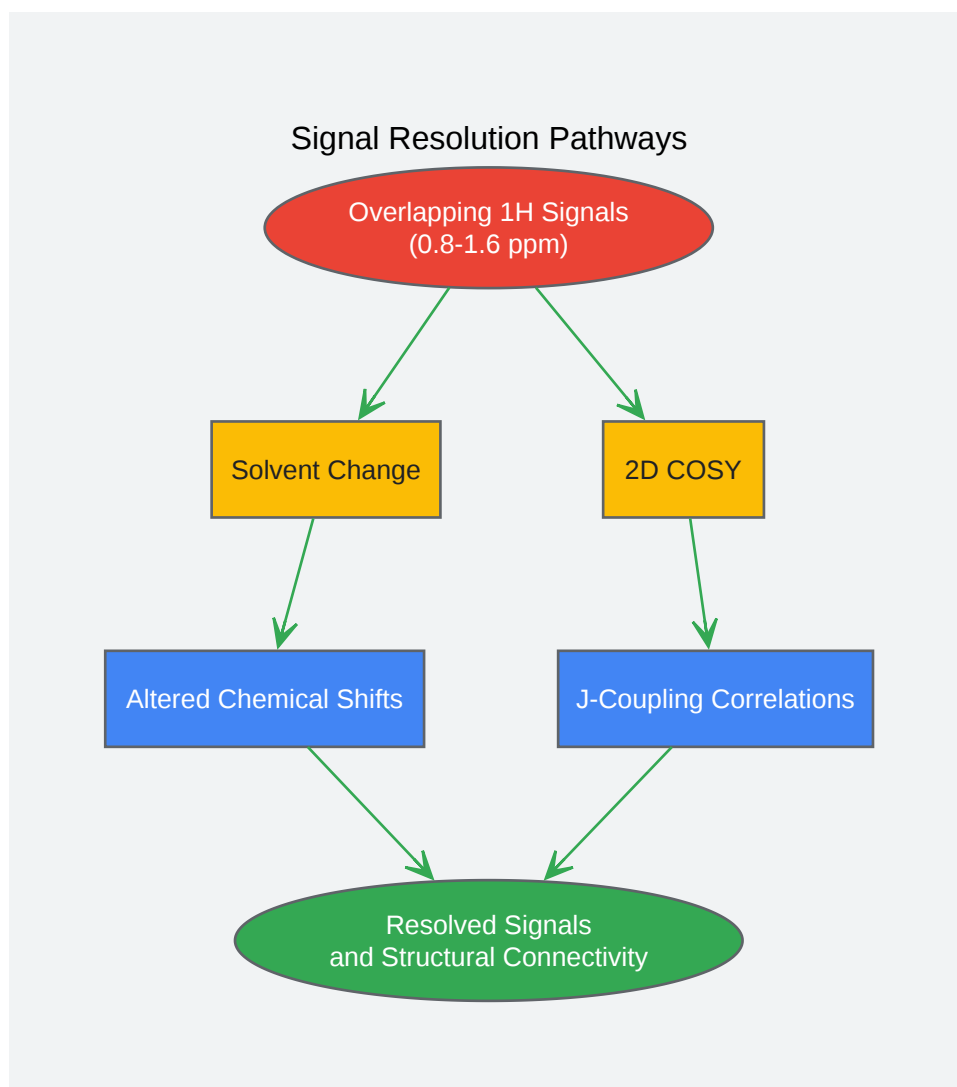 Signal Resolution Pathways
Overlapping 1H Signals
(0.8-1.6 ppm)
Solvent Change
2D COSY
Altered Chemical Shifts
J-Coupling Correlations
Resolved Signals
and Structural Connectivity